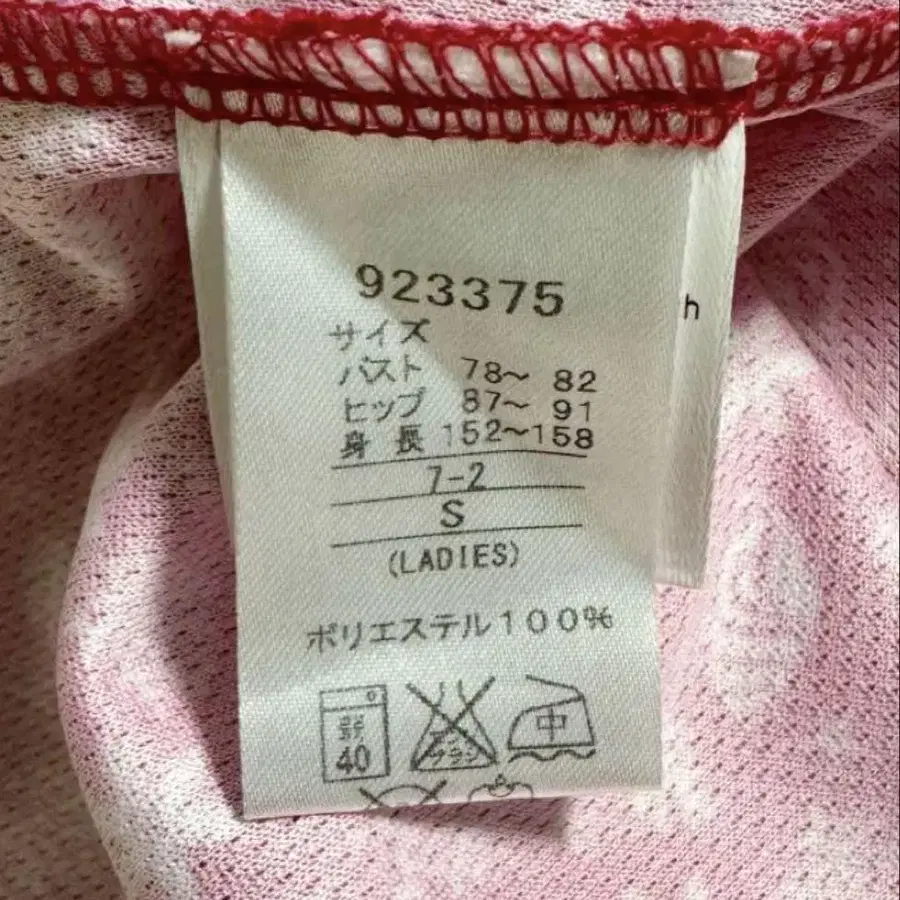 923375
サイズ
バスト 78〜 82
ヒップ 87〜 91
身長 152〜158
7-2
S
(LADIES)
ポリエステル100%
40
中
h